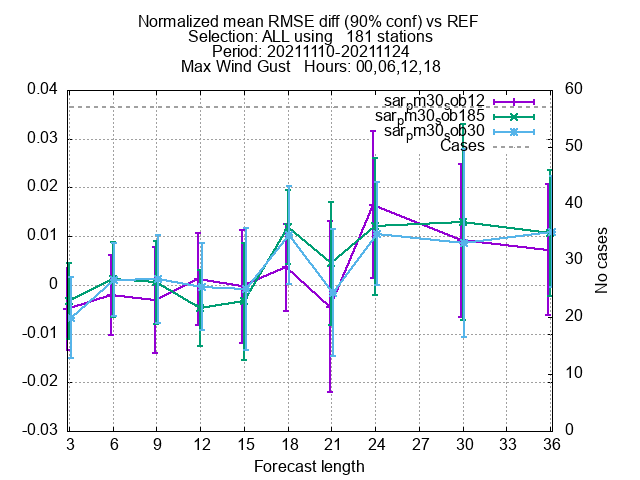 Normalized mean RMSE diff (90% conf) vs REF
Selection: ALL using   181 stations
Period: 20211110-20211124
Max Wind Gust   Hours: 00,06,12,18
0.04
0.03
0.02
0.01
0
-0.01
-0.02
-0.03
60
50
40
30
20
10
0
No cases
sarpm30sob12
sarpm30sob185
sarpm30sob30
Cases
3 6 9 12 15 18 21 24 27 30 33 36
Forecast length